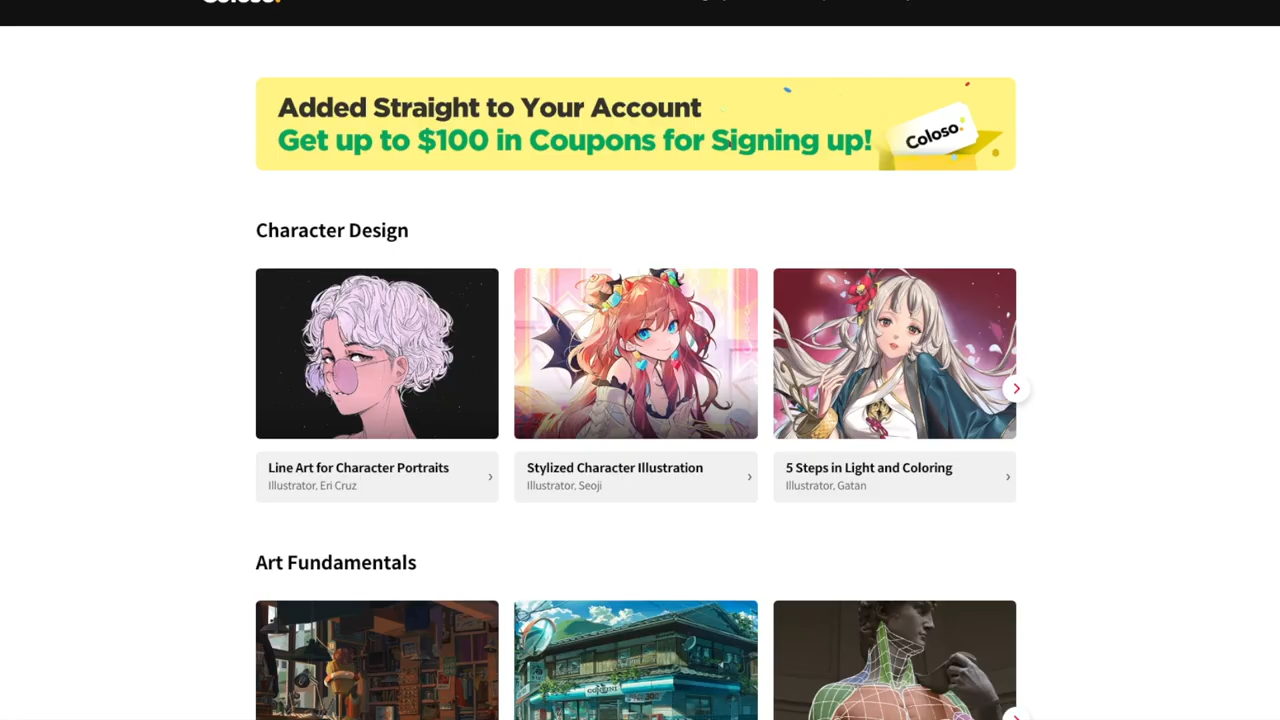 Added Straight to Your Account
Get up to $100 in Coupons for Signing up!
Coloso.
Character Design
Line Art for Character Portraits
Illustrator, Eri Cruz
Stylized Character Illustration
Illustrator, Seoji
5 Steps in Light and Coloring
Illustrator, Gatan
Art Fundamentals